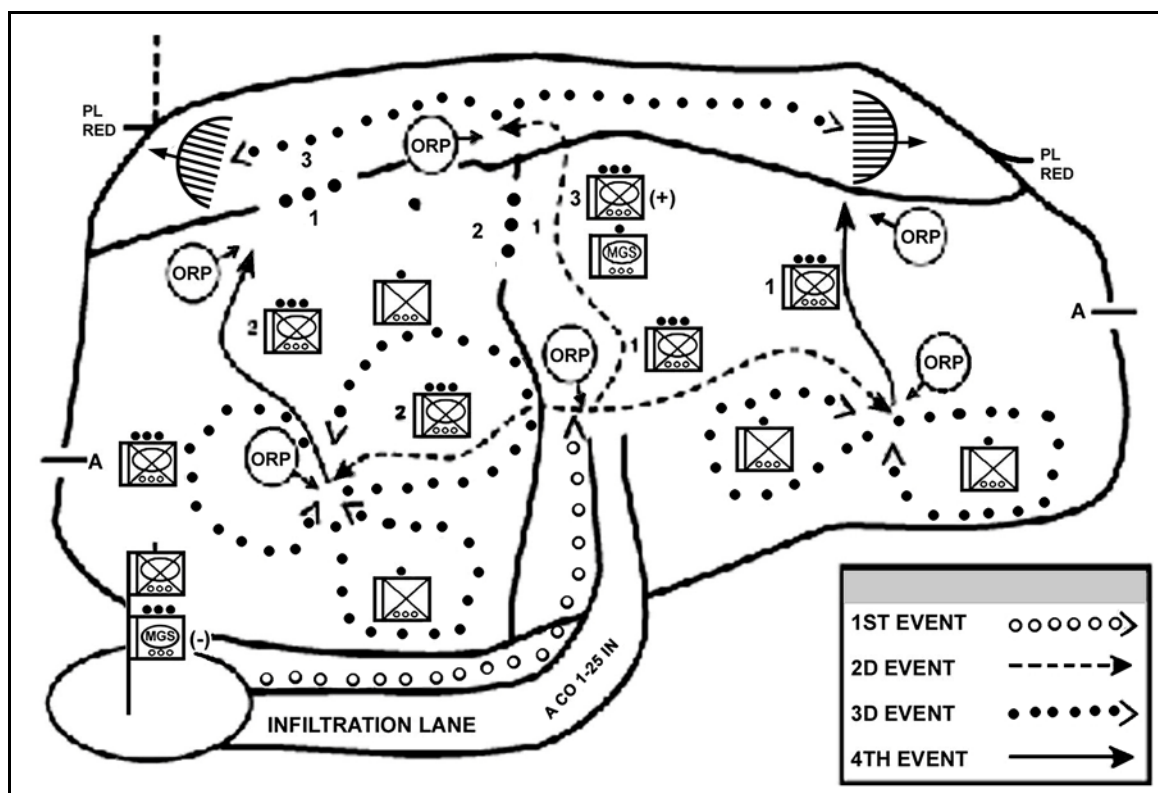 PL
RED
3
1
ORP
2
1
3
(+)
MGS
PL
RED
ORP
ORP
2
1
A
ORP
1
ORP
2
A
ORP
MGS
(-)
INFILTRATION LANE
A CO 1-25 IN
1ST EVENT
2D EVENT
3D EVENT
4TH EVENT